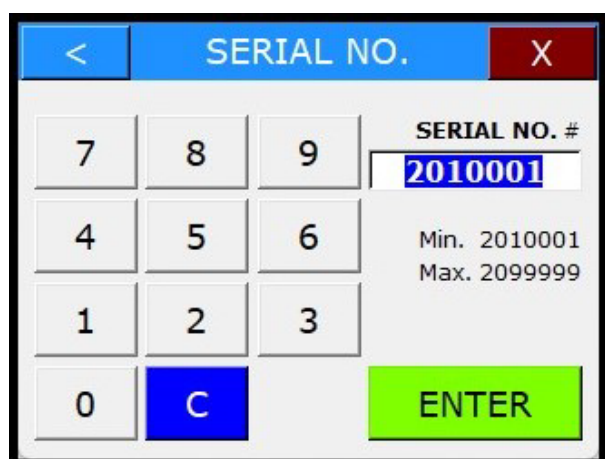 < SERIAL NO. X
SERIAL NO. #
7 8 9 2010001
4 5 6 Min. 2010001
Max. 2099999
1 2 3
0 C ENTER